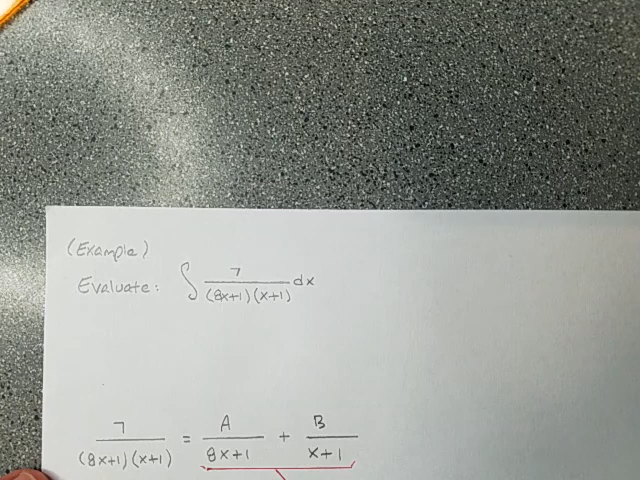 (Example)
Evaluate: ∫ 7/((8x+1)(x+1)) dx
7/((8x+1)(x+1)) = A/(8x+1) + B/(x+1)